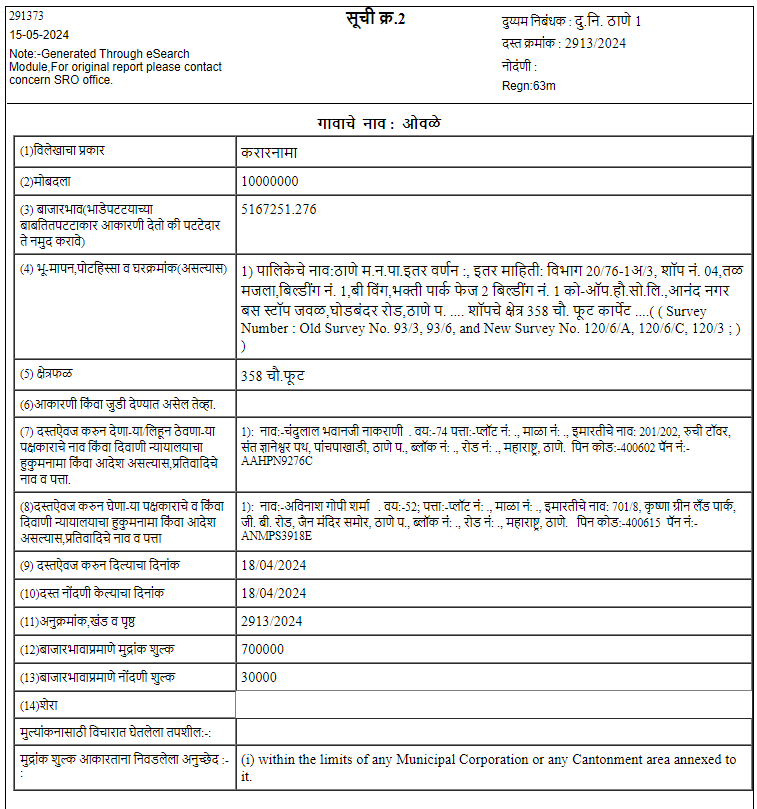 291373
15-05-2024
Note:-Generated Through eSearch
Module,For original report please contact
concern SRO office.
सूची क्र.2
दुय्यम निबंधक : दु.नि. ठाणे 1
दस्त क्रमांक : 2913/2024
नोदंणी :
Regn:63m
गावाचे नाव : ओवळे
(1)विलेखाचा प्रकार
करारनामा
(2)मोबदला
10000000
(3) बाजारभाव(भाडेपटटयाच्या
बाबतितपटटाकार आकारणी देतो की पटटेदार
ते नमुद करावे)
5167251.276
(4) भू-मापन,पोटहिस्सा व घरक्रमांक(असल्यास)
1) पालिकेचे नाव:ठाणे म.न.पा.इतर वर्णन :, इतर माहिती: विभाग 20/76-1अ/3, शॉप नं. 04,तळ
मजला,बिल्डींग नं. 1,बी विंग,भक्ती पार्क फेज 2 बिल्डींग नं. 1 को-ऑप.हौ.सो.लि.,आनंद नगर
बस स्टॉप जवळ,घोडबंदर रोड,ठाणे प. .... शॉपचे क्षेत्र 358 चौ. फूट कार्पेट ....( ( Survey
Number : Old Survey No. 93/3, 93/6, and New Survey No. 120/6/A, 120/6/C, 120/3 ; )
)
(5) क्षेत्रफळ
358 चौ.फूट
(6)आकारणी किंवा जुडी देण्यात असेल तेव्हा.
(7) दस्तऐवज करुन देणा-या/लिहून ठेवणा-या
पक्षकाराचे नाव किंवा दिवाणी न्यायालयाचा
हुकुमनामा किंवा आदेश असल्यास,प्रतिवादिचे
नाव व पत्ता.
1): नाव:-चंदुलाल भवानजी नाकराणी . वय:-74 पत्ता:-प्लॉट नं: ., माळा नं: ., इमारतीचे नाव: 201/202, रुची टॉवर,
संत ज्ञानेश्वर पथ, पांचपाखाडी, ठाणे प., ब्लॉक नं: ., रोड नं: ., महाराष्ट्र, ठाणे. पिन कोड:-400602 पॅन नं:-
AAHPN9276C
(8)दस्तऐवज करुन घेणा-या पक्षकाराचे व किंवा
दिवाणी न्यायालयाचा हुकुमनामा किंवा आदेश
असल्यास,प्रतिवादिचे नाव व पत्ता
1): नाव:-अविनाश गोपी शर्मा . वय:-52; पत्ता:-प्लॉट नं: ., माळा नं: ., इमारतीचे नाव: 701/8, कृष्णा ग्रीन लँड पार्क,
जी. बी. रोड, जैन मंदिर समोर, ठाणे प., ब्लॉक नं: ., रोड नं: ., महाराष्ट्र, ठाणे. पिन कोड:-400615 पॅन नं:-
ANMPS3918E
(9) दस्तऐवज करुन दिल्याचा दिनांक
18/04/2024
(10)दस्त नोंदणी केल्याचा दिनांक
18/04/2024
(11)अनुक्रमांक,खंड व पृष्ठ
2913/2024
(12)बाजारभावाप्रमाणे मुद्रांक शुल्क
700000
(13)बाजारभावाप्रमाणे नोंदणी शुल्क
30000
(14)शेरा
मुल्यांकनासाठी विचारात घेतलेला तपशील:-:
मुद्रांक शुल्क आकारताना निवडलेला अनुच्छेद :-
:
(i) within the limits of any Municipal Corporation or any Cantonment area annexed to
it.